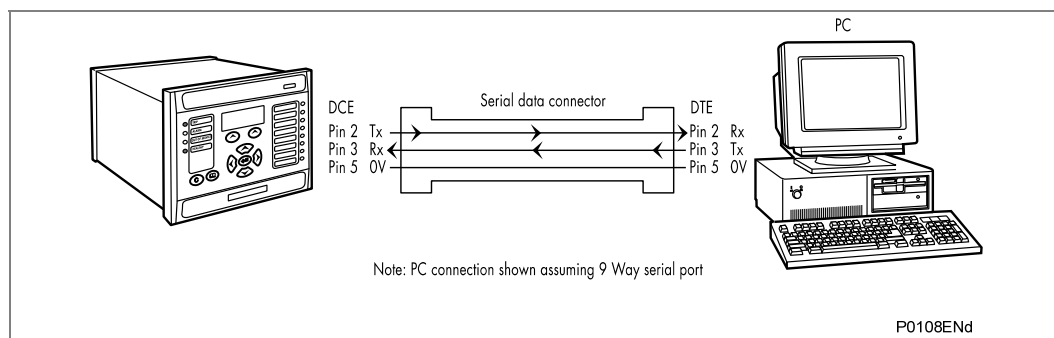 PC
Serial data connector
DCE
DTE
Pin 2 Tx
Pin 2 Rx
Pin 3 Rx
Pin 3 Tx
Pin 5 0V
Pin 5 0V
Note: PC connection shown assuming 9 Way serial port
P0108ENd